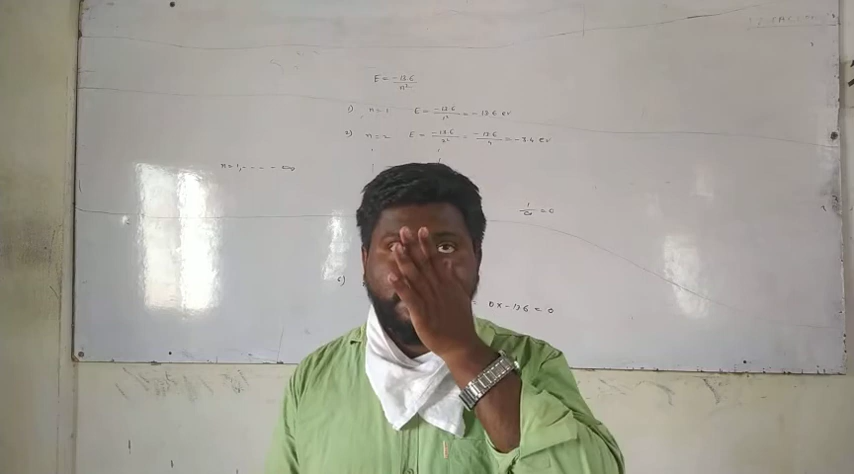 E = -13.6/n²
1) n=1 E = -13.6/1² = -13.6 eV
2) n=2 E = -13.6/2² = -13.6/4 = -3.4 eV
n=1, - - - - ∞
1/∞ = 0
6)
= 0 x -13.6 = 0